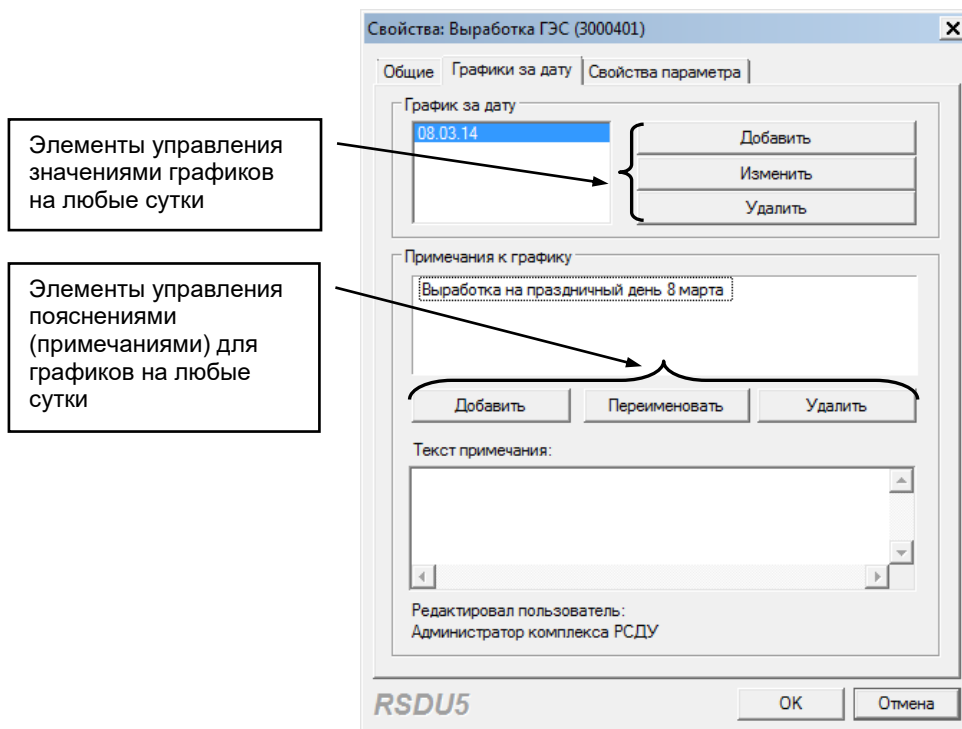 Свойства: Выработка ГЭС (3000401)
Общие
Графики за дату
Свойства параметра
График за дату
08.03.14
Добавить
Изменить
Удалить
Элементы управления
значениями графиков
на любые сутки
Примечания к графику
Выработка на праздничный день 8 марта
Элементы управления
пояснениями
(примечаниями) для
графиков на любые
сутки
Добавить
Переименовать
Удалить
Текст примечания:
Редактировал пользователь:
Администратор комплекса РСДУ
RSDU5
OK
Отмена